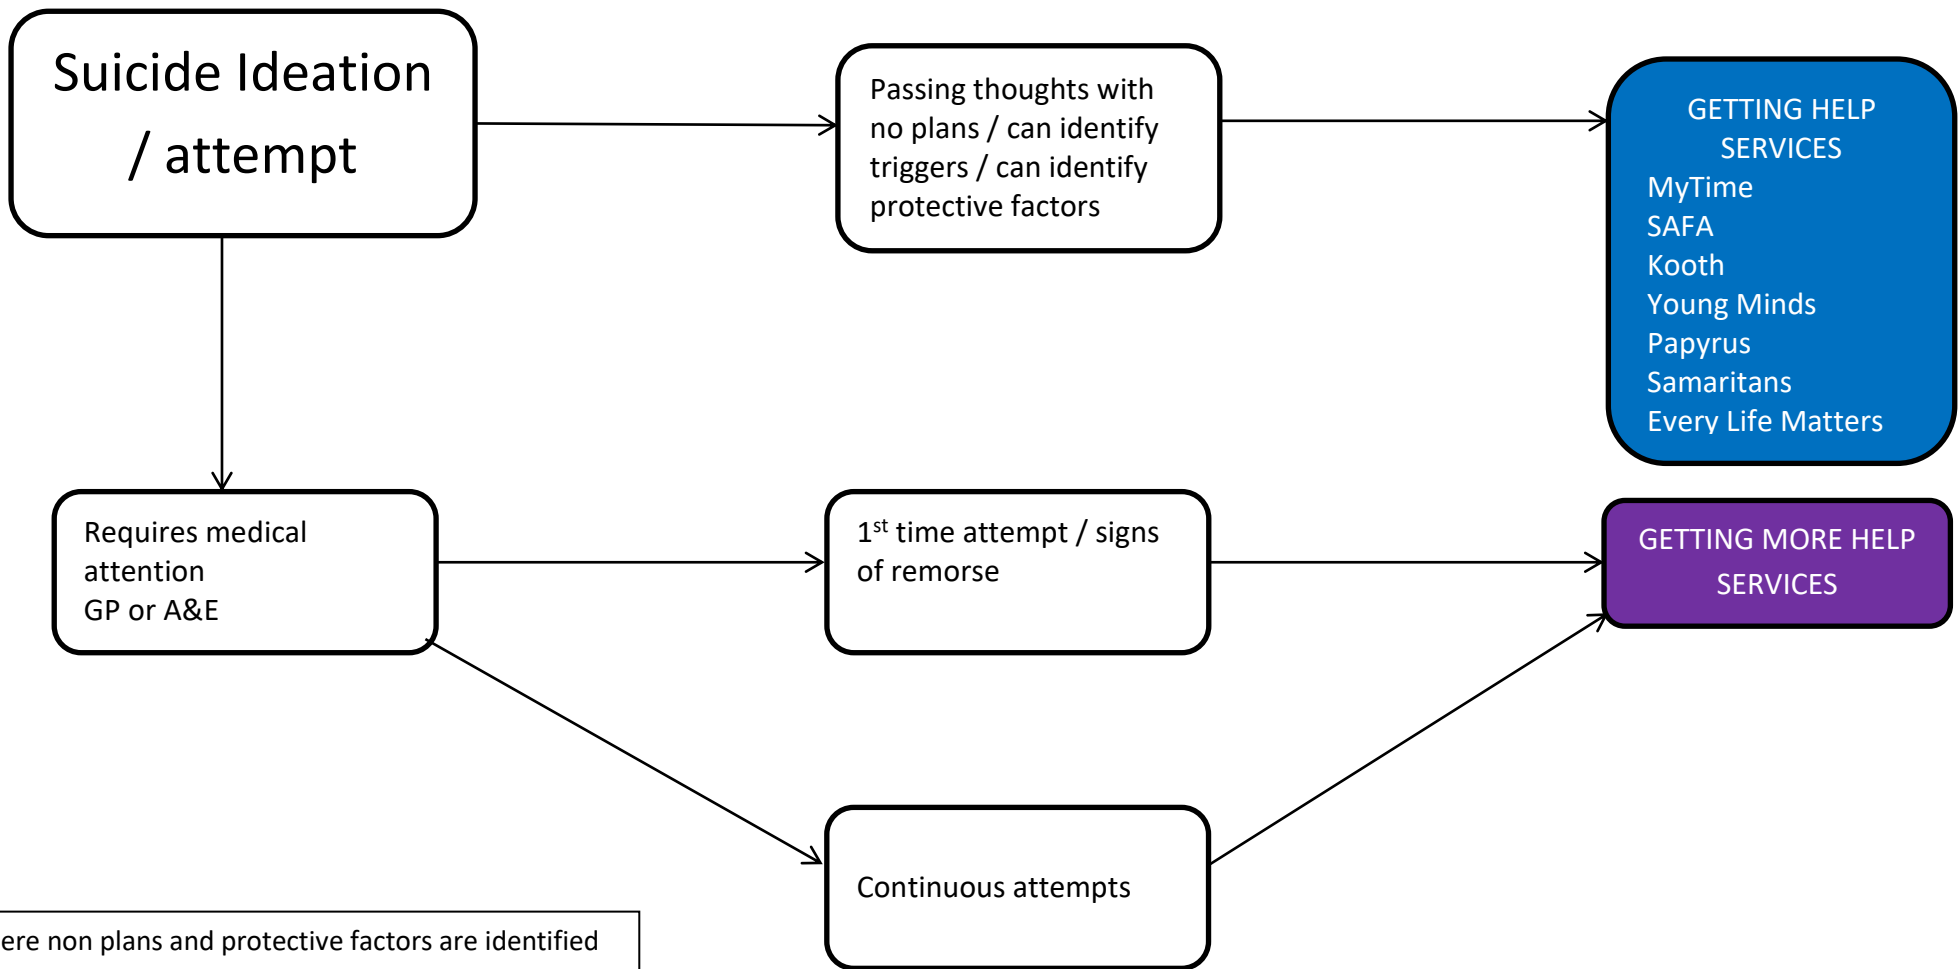 Suicide Ideation
/ attempt
Passing thoughts with
no plans / can identify
triggers / can identify
protective factors
GETTING HELP
SERVICES
MyTime
SAFA
Kooth
Young Minds
Papyrus
Samaritans
Every Life Matters
Requires medical
attention
GP or A&E
1st time attempt / signs
of remorse
GETTING MORE HELP
SERVICES
Continuous attempts
ere non plans and protective factors are identified